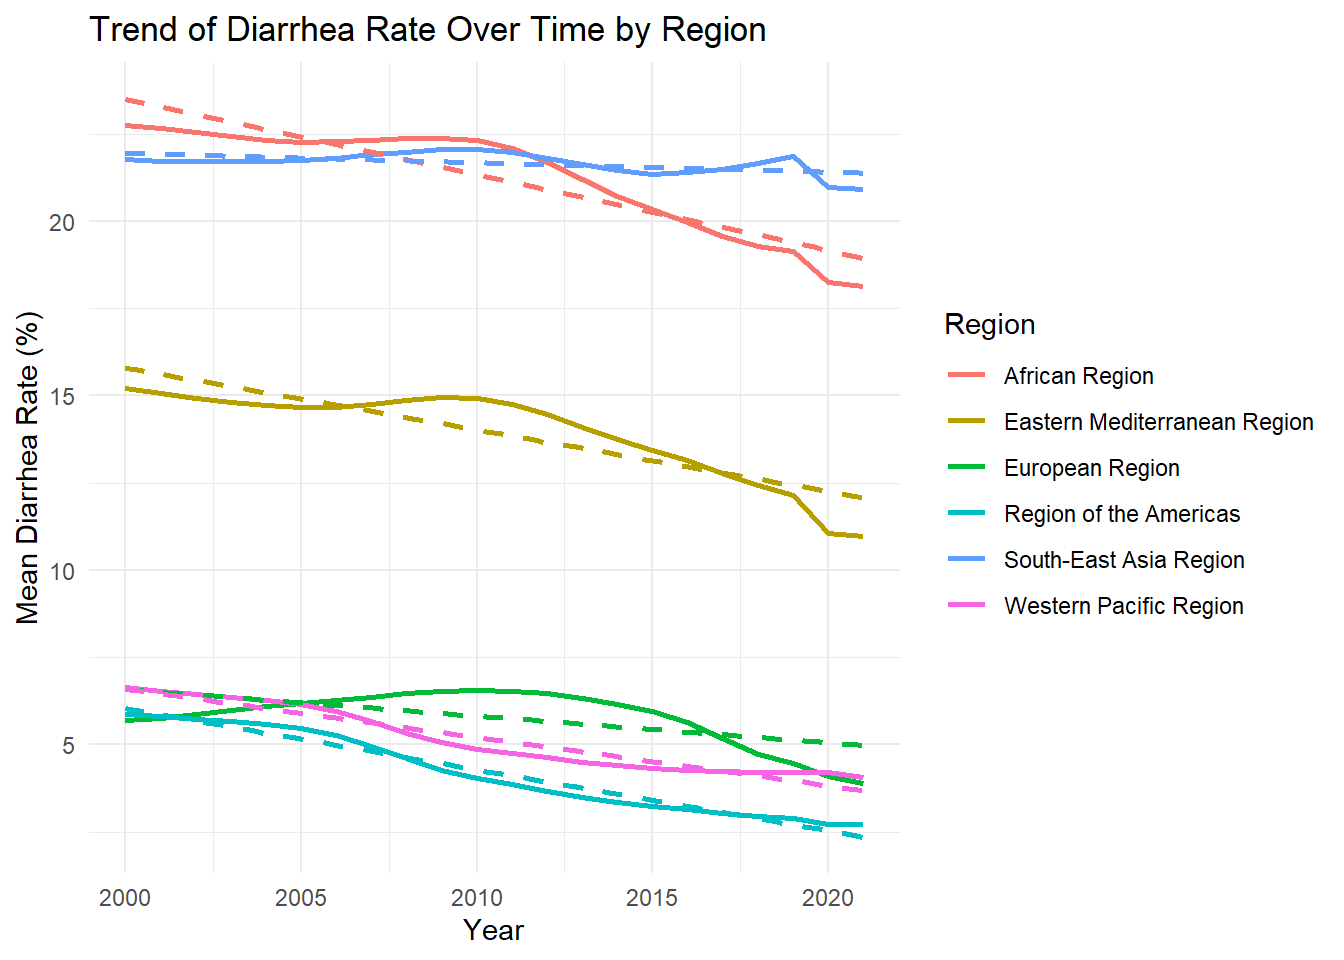 Trend of Diarrhea Rate Over Time by Region
Mean Diarrhea Rate (%)
20
15
10
5
2000 2005 2010 2015 2020
Year
Region
African Region
Eastern Mediterranean Region
European Region
Region of the Americas
South-East Asia Region
Western Pacific Region